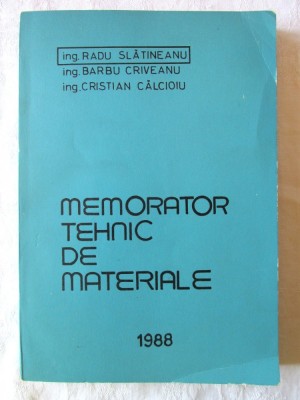 ing. RADU SLĂTINEANU
ing. BARBU CRIVEANU
ing. CRISTIAN CĂLCIOIU
MEMORATOR
TEHNIC
DE
MATERIALE
1988